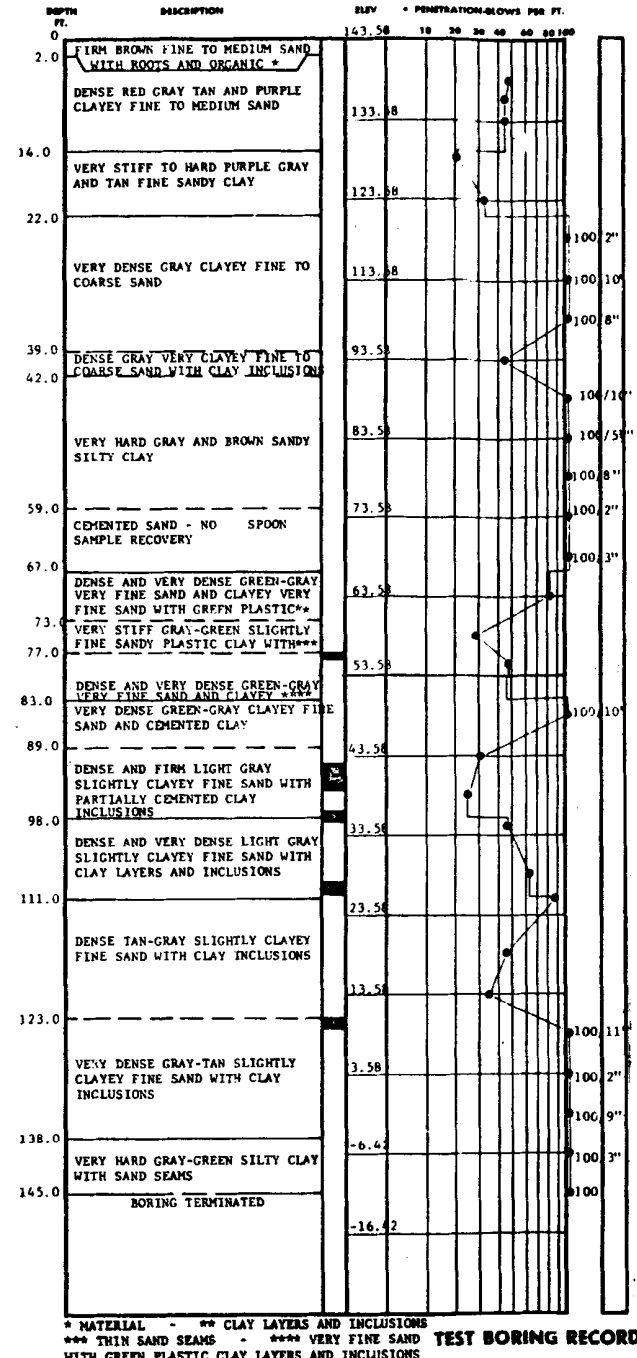 DEPTH FT. DESCRIPTION ELEV • PENETRATION-BLOWS PER FT.
0 143.58 10 20 30 40 60 80 100
FIRM BROWN FINE TO MEDIUM SAND
2.0 WITH ROOTS AND ORGANIC *
DENSE RED GRAY TAN AND PURPLE
CLAYEY FINE TO MEDIUM SAND
133.58
14.0
VERY STIFF TO HARD PURPLE GRAY
AND TAN FINE SANDY CLAY
123.58
22.0
100/2"
VERY DENSE GRAY CLAYEY FINE TO
COARSE SAND
113.58 100/10"
100/8"
39.0
DENSE GRAY VERY CLAYEY FINE TO
COARSE SAND WITH CLAY INCLUSIONS
93.58
42.0
100/10"
VERY HARD GRAY AND BROWN SANDY
SILTY CLAY
83.58
100/8"
59.0
73.58 100/2"
CEMENTED SAND - NO SPOON
SAMPLE RECOVERY
100/3"
67.0
DENSE AND VERY DENSE GREEN-GRAY
VERY FINE SAND AND CLAYEY VERY
FINE SAND WITH GREEN PLASTIC**
63.58
73.0
VERY STIFF GRAY-GREEN SLIGHTLY
FINE SANDY PLASTIC CLAY WITH***
77.0
53.58
DENSE AND VERY DENSE GREEN-GRAY
VERY FINE SAND AND CLAYEY ****
83.0
VERY DENSE GREEN-GRAY CLAYEY FINE
SAND AND CEMENTED CLAY
100/10"
89.0
43.58
DENSE AND FIRM LIGHT GRAY
SLIGHTLY CLAYEY FINE SAND WITH
PARTIALLY CEMENTED CLAY
INCLUSIONS
98.0
33.58
DENSE AND VERY DENSE LIGHT GRAY
SLIGHTLY CLAYEY FINE SAND WITH
CLAY LAYERS AND INCLUSIONS
111.0
23.58
DENSE TAN-GRAY SLIGHTLY CLAYEY
FINE SAND WITH CLAY INCLUSIONS
13.58
123.0
100/11"
VERY DENSE GRAY-TAN SLIGHTLY
CLAYEY FINE SAND WITH CLAY
INCLUSIONS
3.58 100/2"
100/9"
138.0
-6.42 100/3"
VERY HARD GRAY-GREEN SILTY CLAY
WITH SAND SEAMS
145.0 100
BORING TERMINATED
-16.42
* MATERIAL - ** CLAY LAYERS AND INCLUSIONS
*** THIN SAND SEAMS - **** VERY FINE SAND TEST BORING RECORD
WITH GREEN PLASTIC CLAY LAYERS AND INCLUSIONS